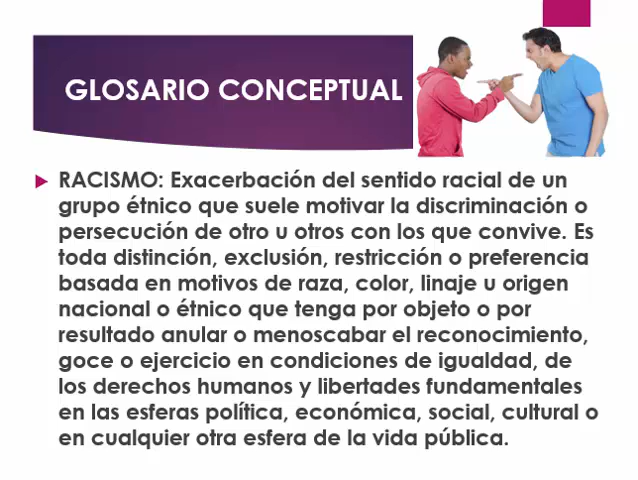 GLOSARIO CONCEPTUAL
RACISMO: Exacerbación del sentido racial de un
grupo étnico que suele motivar la discriminación o
persecución de otro u otros con los que convive. Es
toda distinción, exclusión, restricción o preferencia
basada en motivos de raza, color, linaje u origen
nacional o étnico que tenga por objeto o por
resultado anular o menoscabar el reconocimiento,
goce o ejercicio en condiciones de igualdad, de
los derechos humanos y libertades fundamentales
en las esferas política, económica, social, cultural o
en cualquier otra esfera de la vida pública.